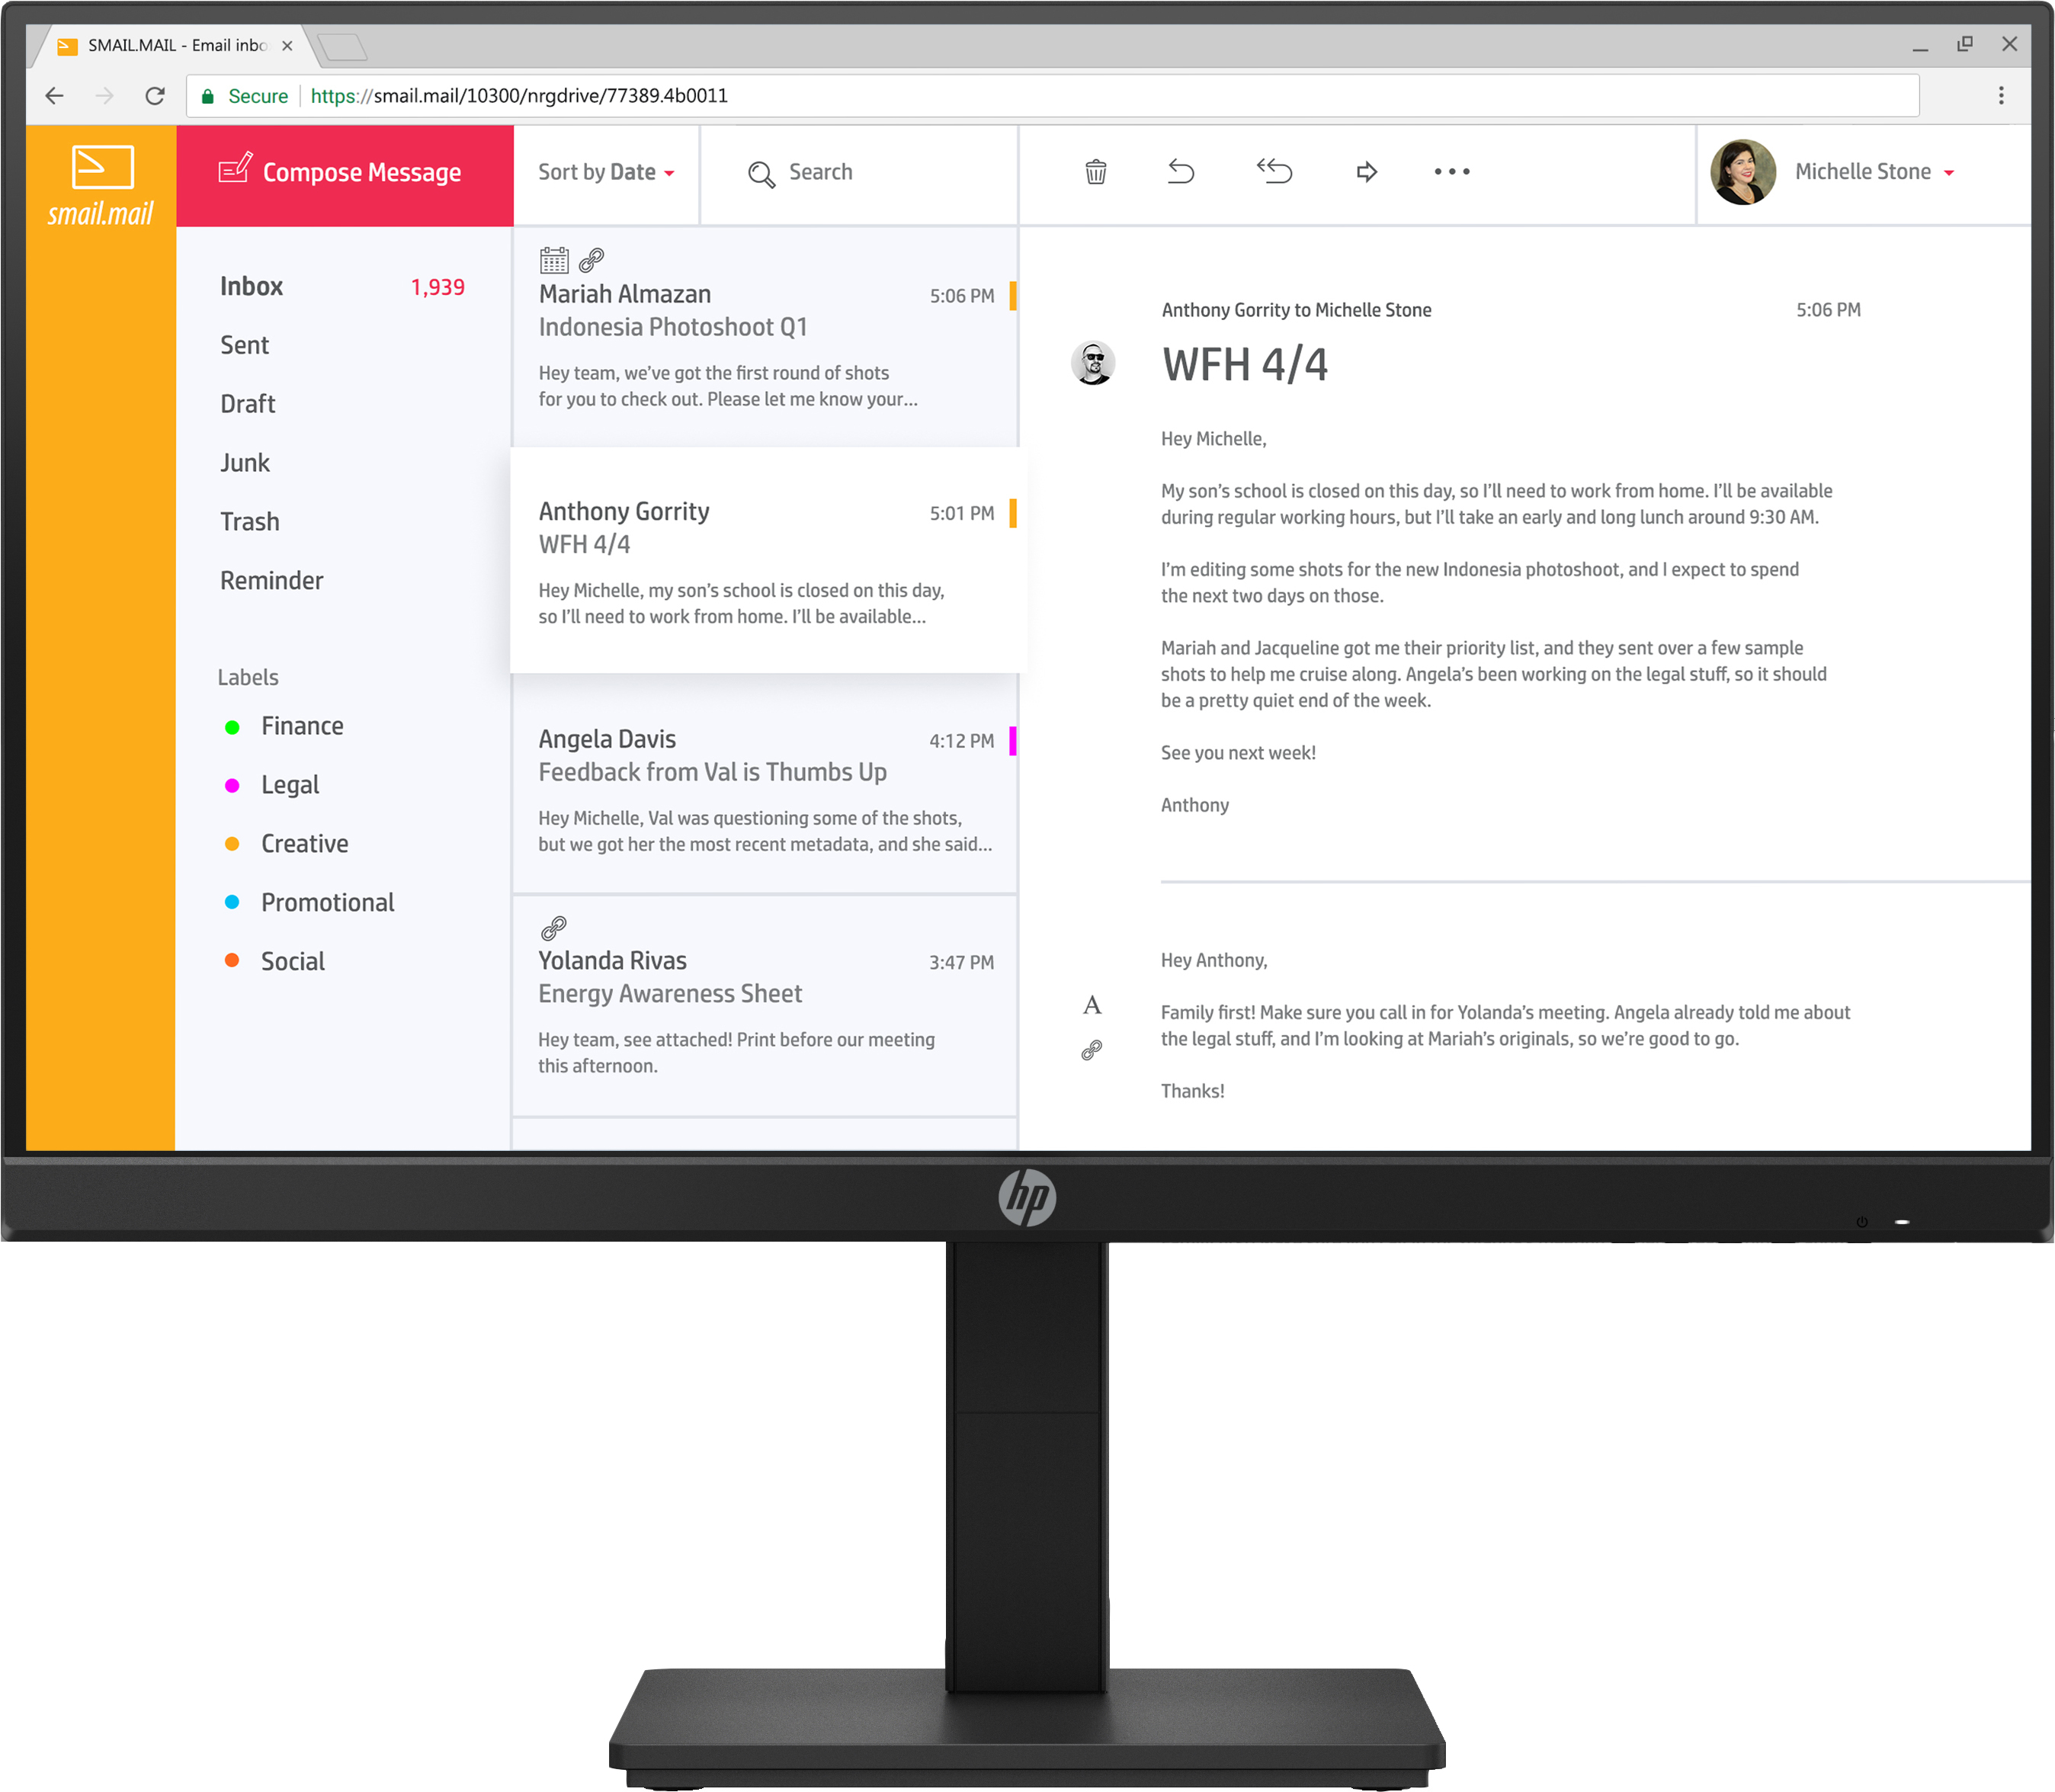 SMAIL.MAIL - Email inbo
Secure https://smail.mail/10300/nrgdrive/77389.4b0011
smail.mail
Compose Message
Sort by Date
Search
Michelle Stone
Inbox 1,939
Sent
Draft
Junk
Trash
Reminder
Labels
Finance
Legal
Creative
Promotional
Social
Mariah Almazan 5:06 PM
Indonesia Photoshoot Q1
Hey team, we’ve got the first round of shots
for you to check out. Please let me know your...
Anthony Gorrity 5:01 PM
WFH 4/4
Hey Michelle, my son’s school is closed on this day,
so I’ll need to work from home. I’ll be available...
Angela Davis 4:12 PM
Feedback from Val is Thumbs Up
Hey Michelle, Val was questioning some of the shots,
but we got her the most recent metadata, and she said...
Yolanda Rivas 3:47 PM
Energy Awareness Sheet
Hey team, see attached! Print before our meeting
this afternoon.
Anthony Gorrity to Michelle Stone 5:06 PM
WFH 4/4
Hey Michelle,
My son’s school is closed on this day, so I’ll need to work from home. I’ll be available
during regular working hours, but I’ll take an early and long lunch around 9:30 AM.
I’m editing some shots for the new Indonesia photoshoot, and I expect to spend
the next two days on those.
Mariah and Jacqueline got me their priority list, and they sent over a few sample
shots to help me cruise along. Angela’s been working on the legal stuff, so it should
be a pretty quiet end of the week.
See you next week!
Anthony
Hey Anthony,
A
Family first! Make sure you call in for Yolanda’s meeting. Angela already told me about
the legal stuff, and I’m looking at Mariah’s originals, so we’re good to go.
Thanks!
hp